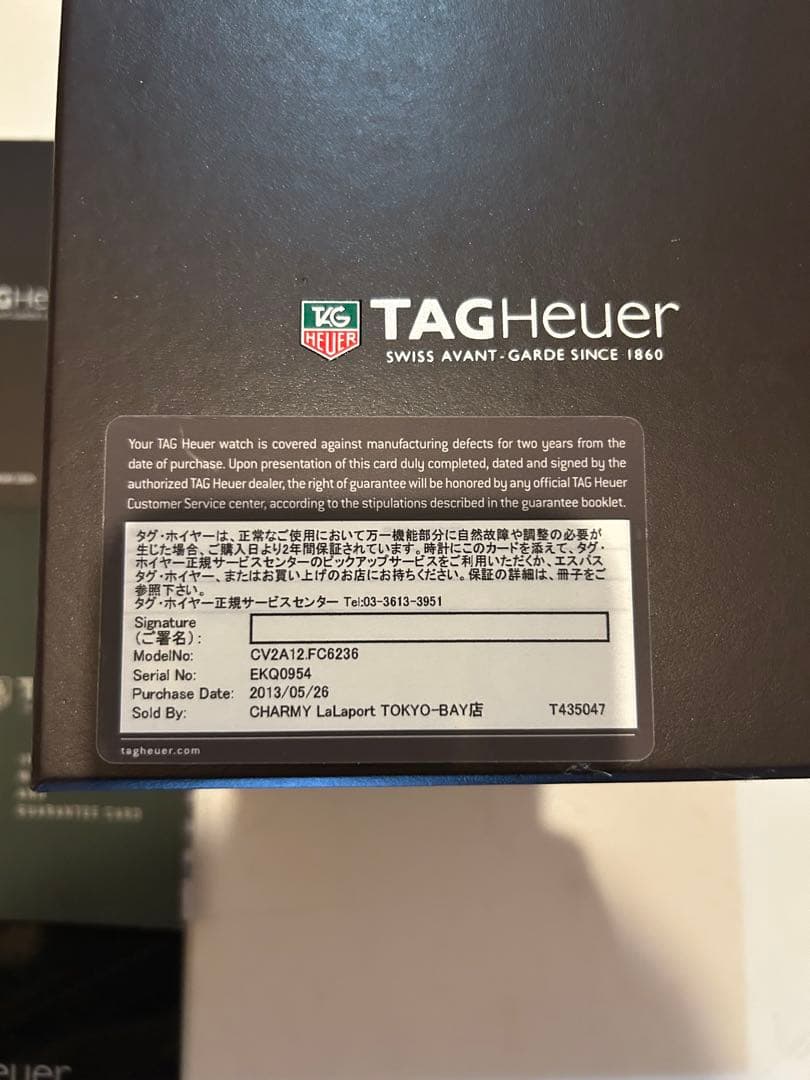 TAG
HEUER
TAGHeuer
SWISS AVANT-GARDE SINCE 1860
Your TAG Heuer watch is covered against manufacturing defects for two years from the
date of purchase. Upon presentation of this card duly completed, dated and signed by the
authorized TAG Heuer dealer, the right of guarantee will be honored by any official TAG Heuer
Customer Service center, according to the stipulations described in the guarantee booklet.
タグ・ホイヤーは、正常なご使用において万一機能部分に自然故障や調整の必要が
生じた場合、ご購入日より2年間保証されています。時計にこのカードを添えて、タグ・
ホイヤー正規サービスセンターのピックアップサービスをご利用いただくか、エスパス
タグ・ホイヤー、またはお買い上げのお店にお持ちください。保証の詳細は、冊子をご
参照下さい。
タグ・ホイヤー正規サービスセンター Tel:03-3613-3951
Signature
(ご署名):
ModelNo: CV2A12.FC6236
Serial No: EKQ0954
Purchase Date: 2013/05/26
Sold By: CHARMY LaLaport TOKYO-BAY店 T435047
tagheuer.com
GUARANTEE CARD
euer